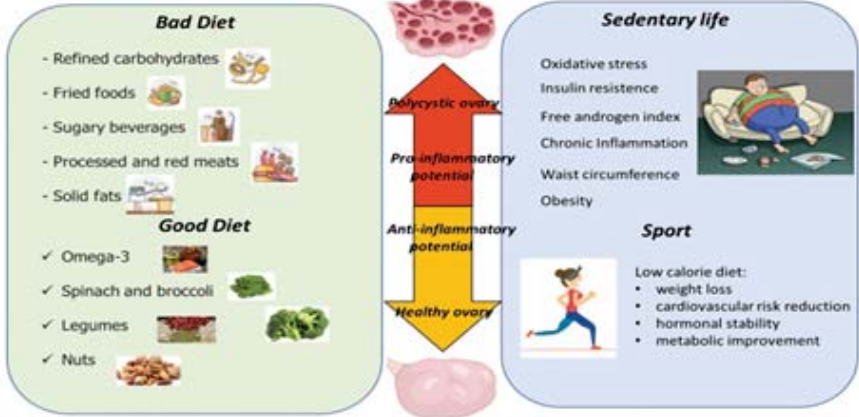 Bad Diet
- Refined carbohydrates
- Fried foods
- Sugary beverages
- Processed and red meats
- Solid fats
Good Diet
✓ Omega-3
✓ Spinach and broccoli
✓ Legumes
✓ Nuts
Polycystic ovary
Pro-inflammatory
potential
Anti-inflammatory
potential
Healthy ovary
Sedentary life
Oxidative stress
Insulin resistence
Free androgen index
Chronic Inflammation
Waist circumference
Obesity
Sport
Low calorie diet:
• weight loss
• cardiovascular risk reduction
• hormonal stability
• metabolic improvement